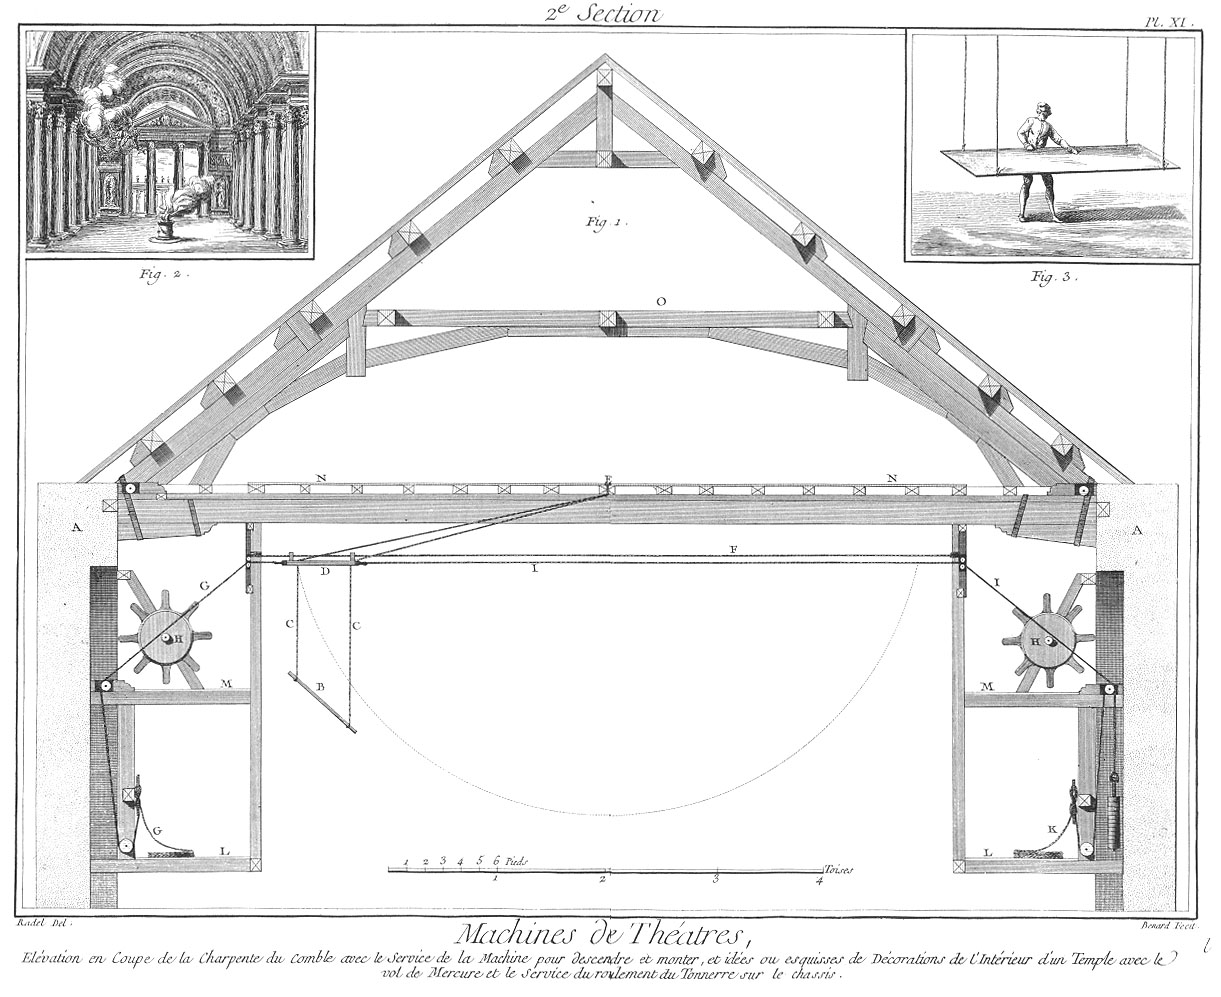 2e Section
Pl. XI.
Fig. 1.
Fig. 2.
Fig. 3.
O
N
E
N
A
A
F
G
D
I
I
C
C
H
H
B
M
M
G
K
L
L
1 2 3 4 5 6 Pieds
1 2 3 4 Toises
Radel Del.
Benard Fecit.
Machines de Théatres,
Elévation en Coupe de la Charpente du Comble avec le Service de la Machine pour descendre et monter, et idées ou esquisses de Décorations de l'Intérieur d'un Temple avec le
vol de Mercure et le Service du roulement du Tonnerre sur le chassis.